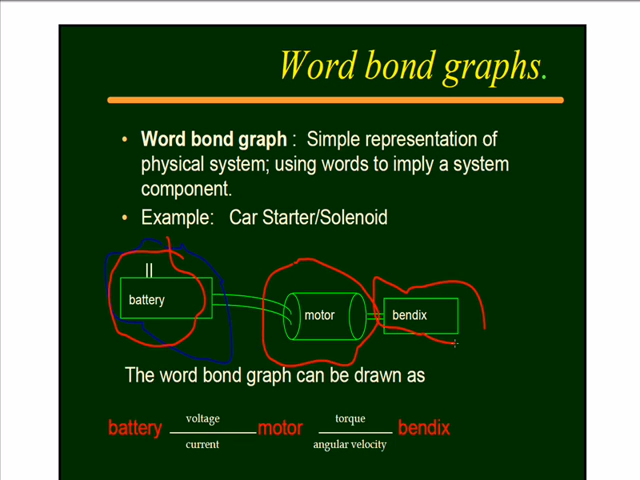 Word bond graphs.
• Word bond graph : Simple representation of
physical system; using words to imply a system
component.
• Example: Car Starter/Solenoid
battery
motor
bendix
The word bond graph can be drawn as
voltage torque
battery motor bendix
current angular velocity